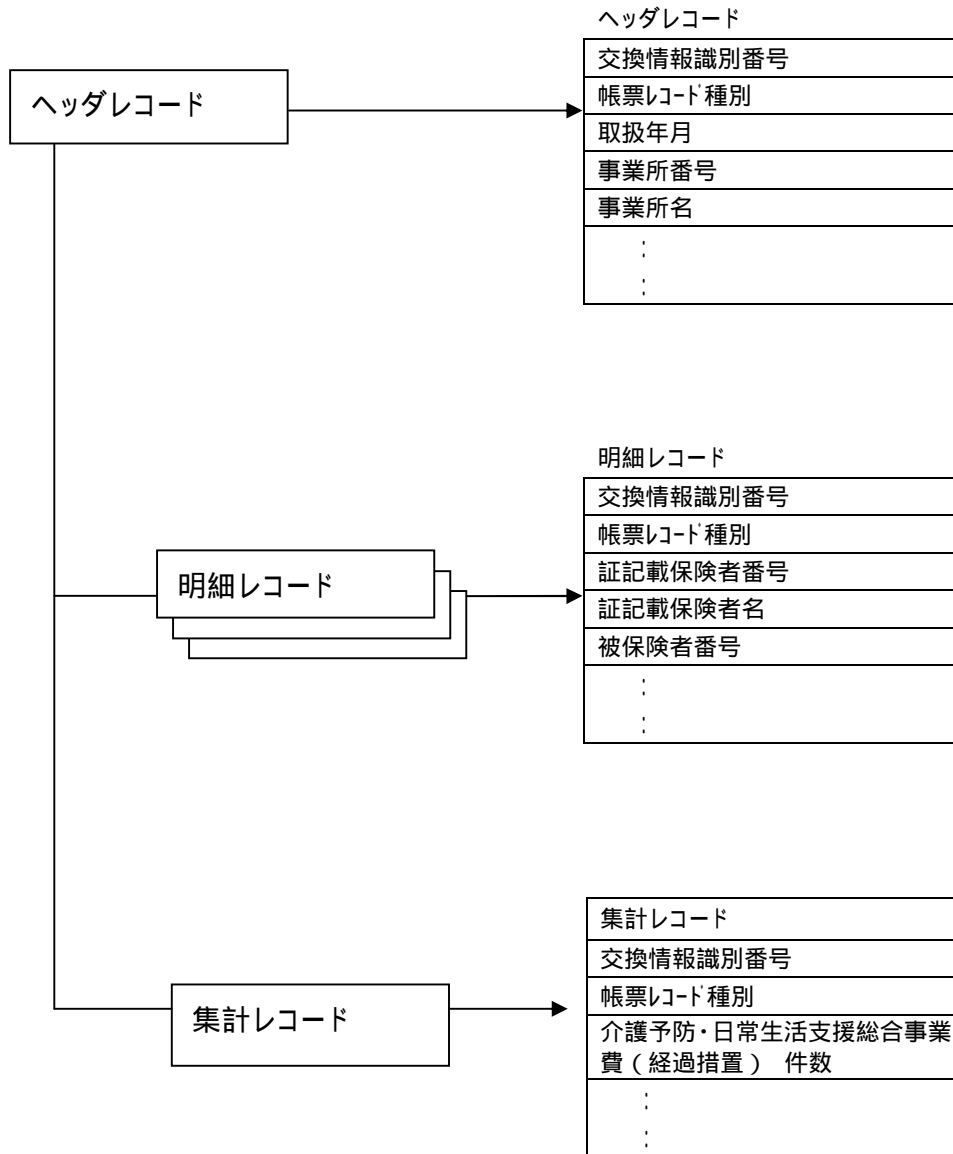 ヘッダレコード
ヘッダレコード
交換情報識別番号
帳票ﾚｺｰﾄﾞ種別
取扱年月
事業所番号
事業所名
：
：
明細レコード
明細レコード
交換情報識別番号
帳票ﾚｺｰﾄﾞ種別
証記載保険者番号
証記載保険者名
被保険者番号
：
：
集計レコード
集計レコード
交換情報識別番号
帳票ﾚｺｰﾄﾞ種別
介護予防・日常生活支援総合事業
費（経過措置）　件数
：
：